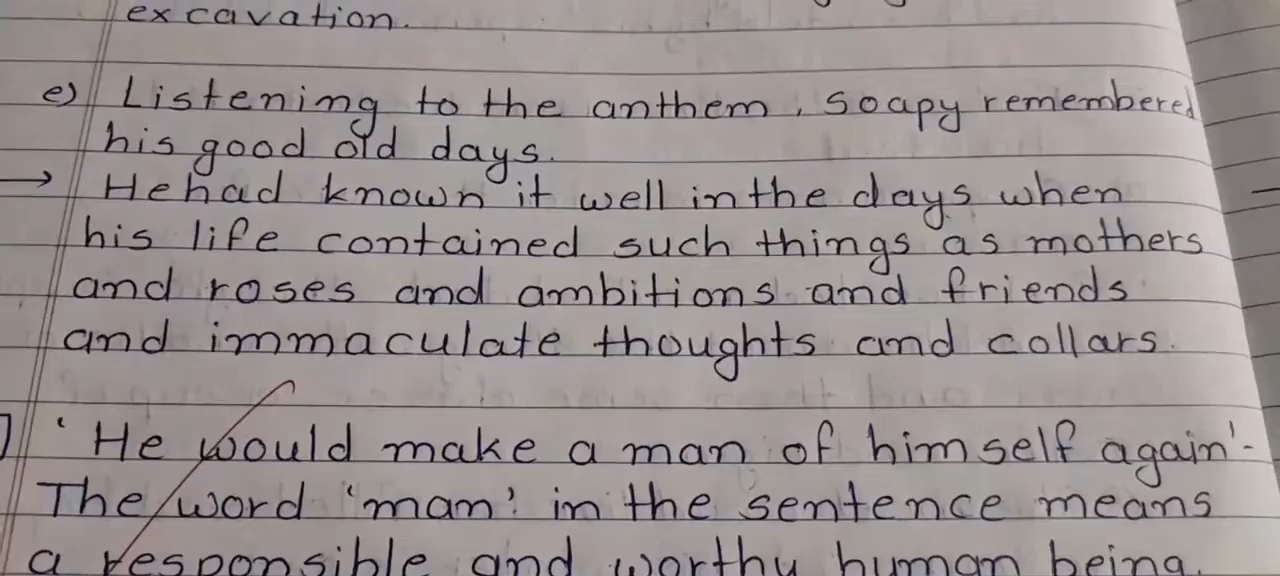 excavation.
e) Listening to the anthem, Soapy remembered
his good old days.
→ He had known it well in the days when
his life contained such things as mothers
and roses and ambitions and friends
and immaculate thoughts and collars.
'He would make a man of himself again'-
The word 'man' in the sentence means
a responsible and worthy human being.